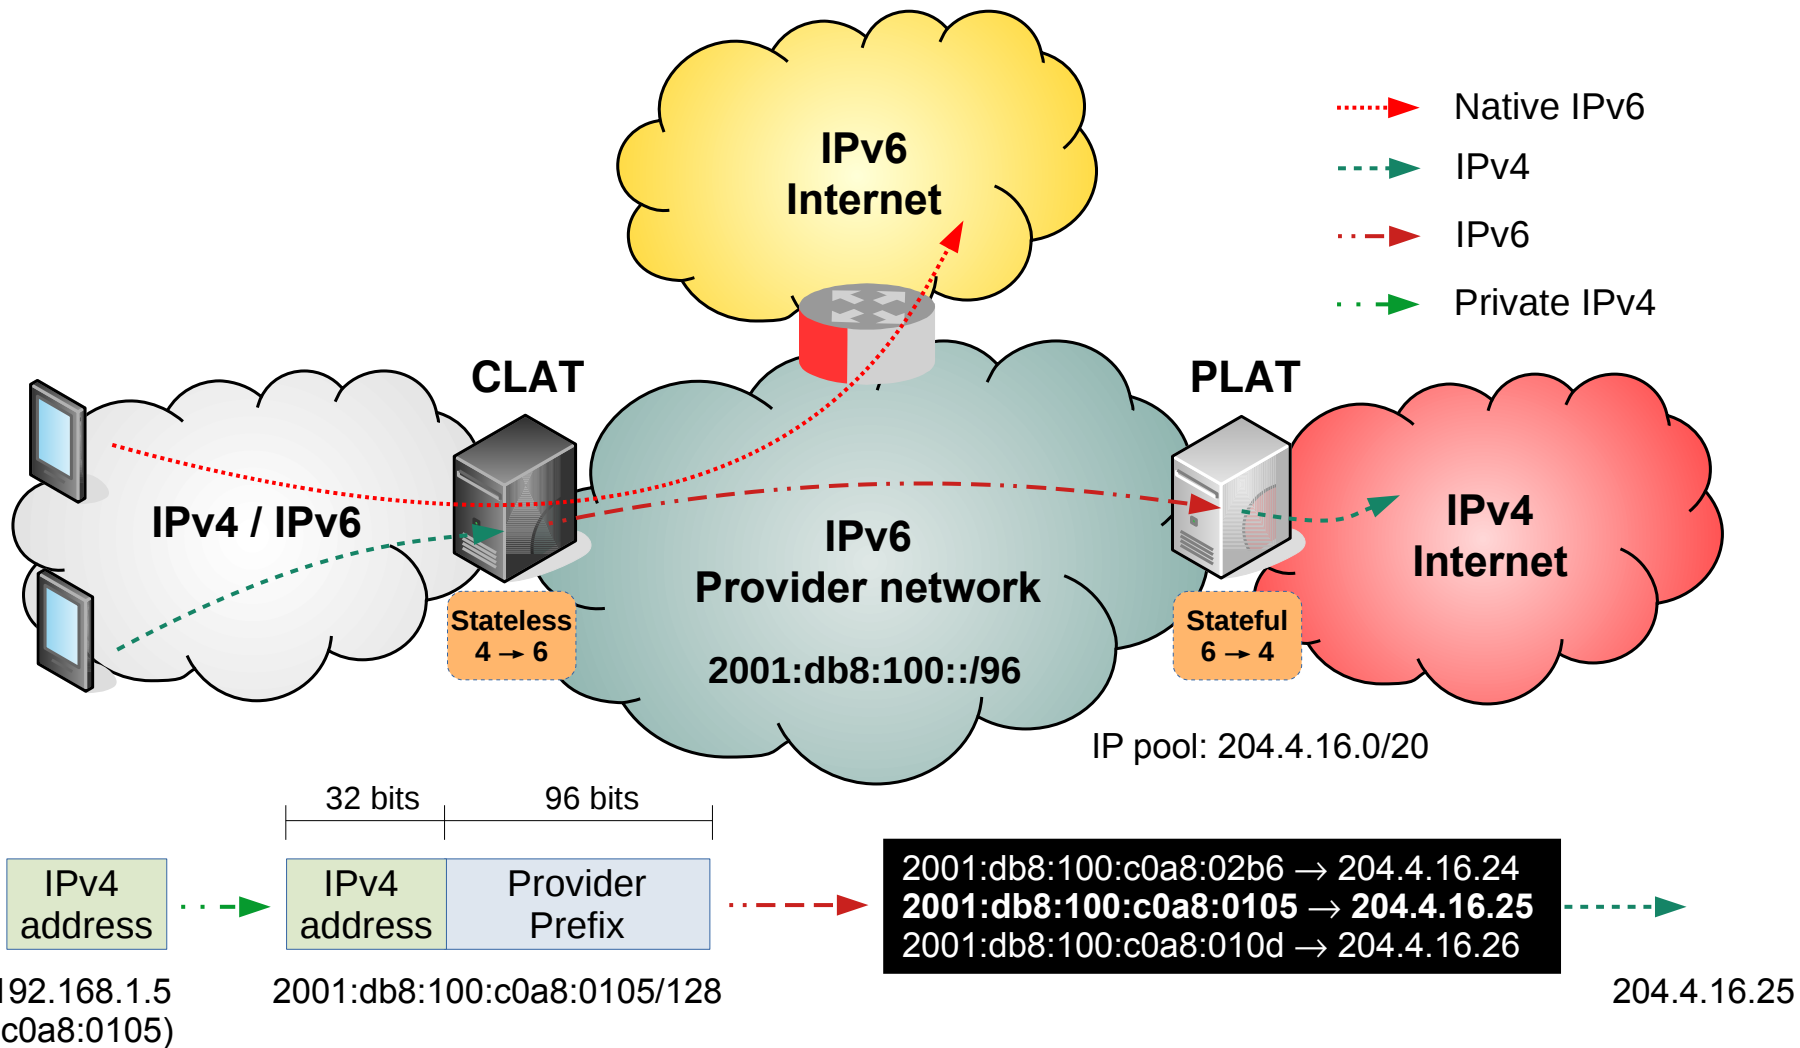 IPv6
Internet
Native IPv6
IPv4
IPv6
Private IPv4
CLAT
PLAT
IPv4 / IPv6
IPv6
Provider network
2001:db8:100::/96
IPv4
Internet
Stateless
4 → 6
Stateful
6 → 4
IP pool: 204.4.16.0/20
32 bits
96 bits
IPv4
address
IPv4
address
Provider
Prefix
2001:db8:100:c0a8:02b6 → 204.4.16.24
2001:db8:100:c0a8:0105 → 204.4.16.25
2001:db8:100:c0a8:010d → 204.4.16.26
192.168.1.5
c0a8:0105)
2001:db8:100:c0a8:0105/128
204.4.16.25